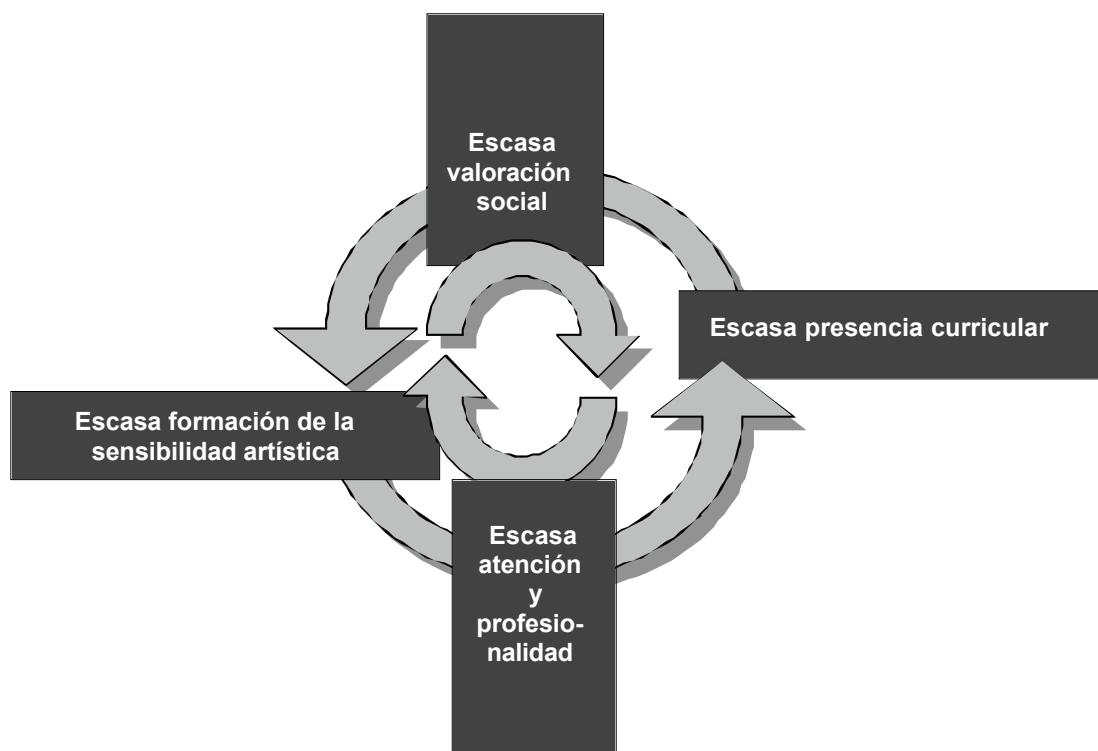 Escasa
valoración
social
Escasa presencia curricular
Escasa formación de la
sensibilidad artística
Escasa
atención
y
profesio-
nalidad